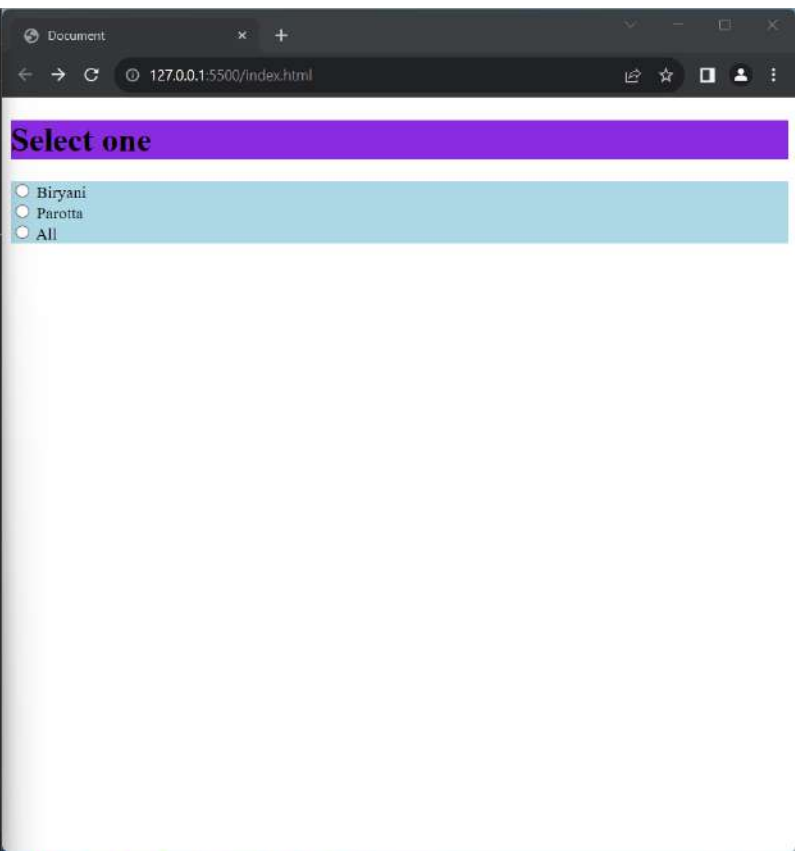 Document
127.0.0.1:5500/index.html
Select one
Biryani
Parotta
All